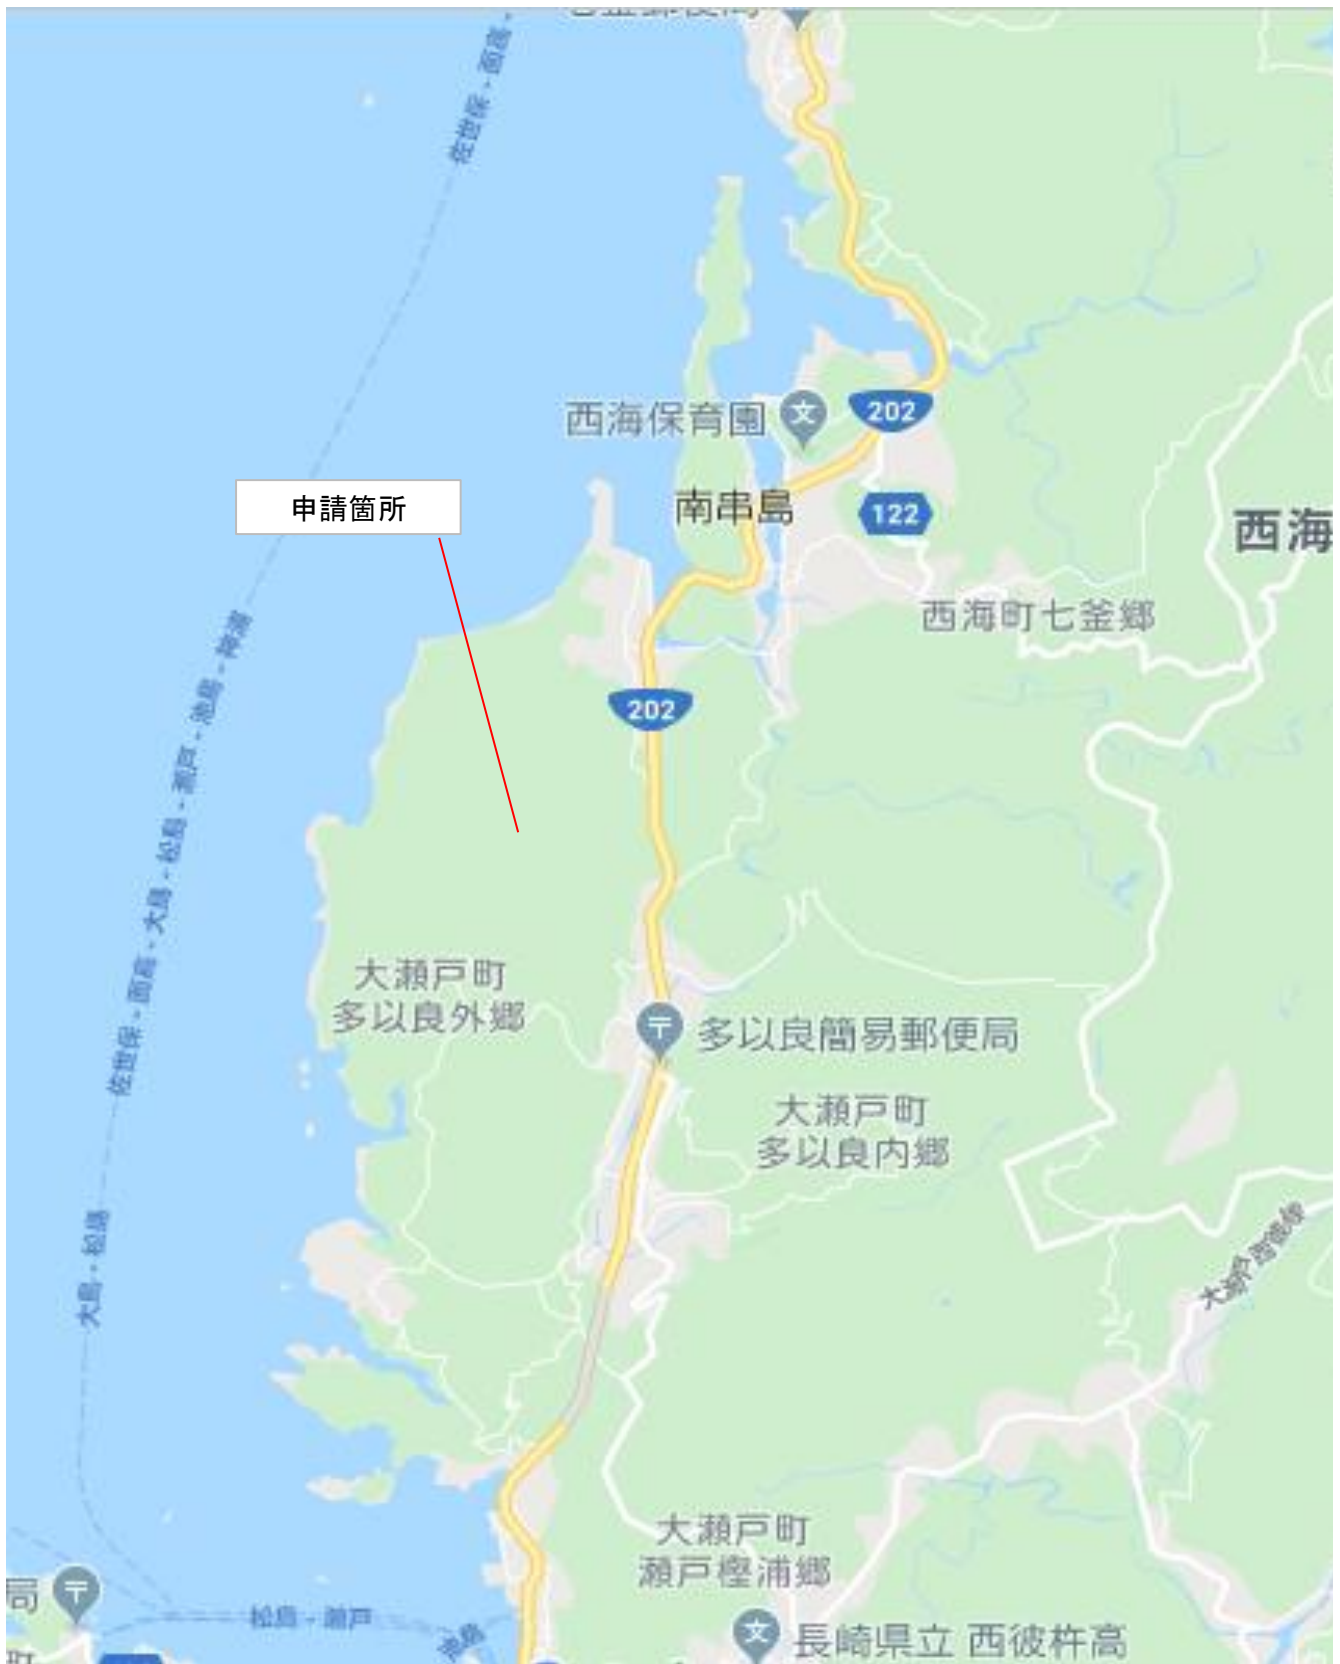 佐世保 - 面高 -
西海保育園
202
申請箇所
南串島
122
西海
西海町七釜郷
202
佐世保 - 面高 - 大島 - 松島 - 瀬戸 - 池島 - 神浦
大瀬戸町
多以良外郷
多以良簡易郵便局
大瀬戸町
多以良内郷
大島 - 松島
大瀬戸町
瀬戸樫浦郷
局
松島 - 瀬戸
池島
長崎県立 西彼杵高
町